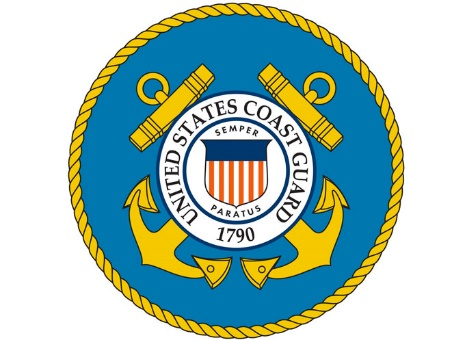 UNITED STATES COAST GUARD
SEMPER
PARATUS
1790